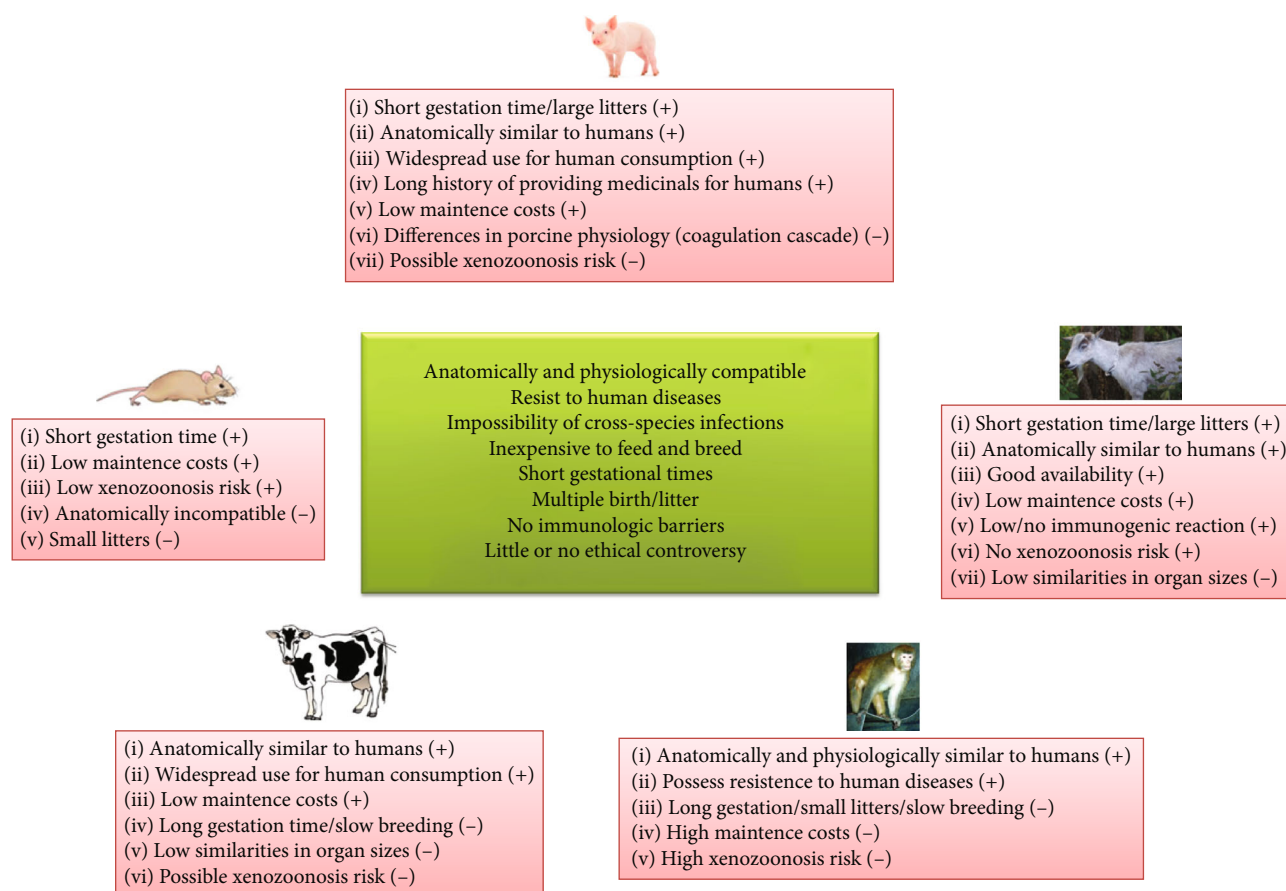 (i) Short gestation time/large litters (+)
(ii) Anatomically similar to humans (+)
(iii) Widespread use for human consumption (+)
(iv) Long history of providing medicinals for humans (+)
(v) Low maintence costs (+)
(vi) Differences in porcine physiology (coagulation cascade) (–)
(vii) Possible xenozoonosis risk (–)
(i) Short gestation time (+)
(ii) Low maintence costs (+)
(iii) Low xenozoonosis risk (+)
(iv) Anatomically incompatible (–)
(v) Small litters (–)
Anatomically and physiologically compatible
Resist to human diseases
Impossibility of cross-species infections
Inexpensive to feed and breed
Short gestational times
Multiple birth/litter
No immunologic barriers
Little or no ethical controversy
(i) Short gestation time/large litters (+)
(ii) Anatomically similar to humans (+)
(iii) Good availability (+)
(iv) Low maintence costs (+)
(v) Low/no immunogenic reaction (+)
(vi) No xenozoonosis risk (+)
(vii) Low similarities in organ sizes (–)
(i) Anatomically similar to humans (+)
(ii) Widespread use for human consumption (+)
(iii) Low maintence costs (+)
(iv) Long gestation time/slow breeding (–)
(v) Low similarities in organ sizes (–)
(vi) Possible xenozoonosis risk (–)
(i) Anatomically and physiologically similar to humans (+)
(ii) Possess resistence to human diseases (+)
(iii) Long gestation/small litters/slow breeding (–)
(iv) High maintence costs (–)
(v) High xenozoonosis risk (–)